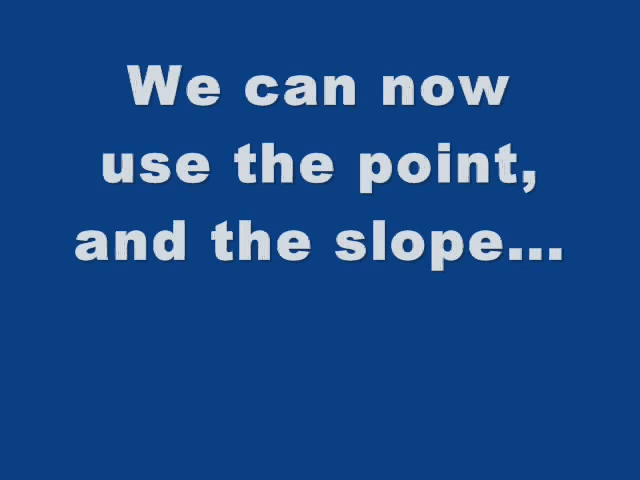 We can now
use the point,
and the slope...